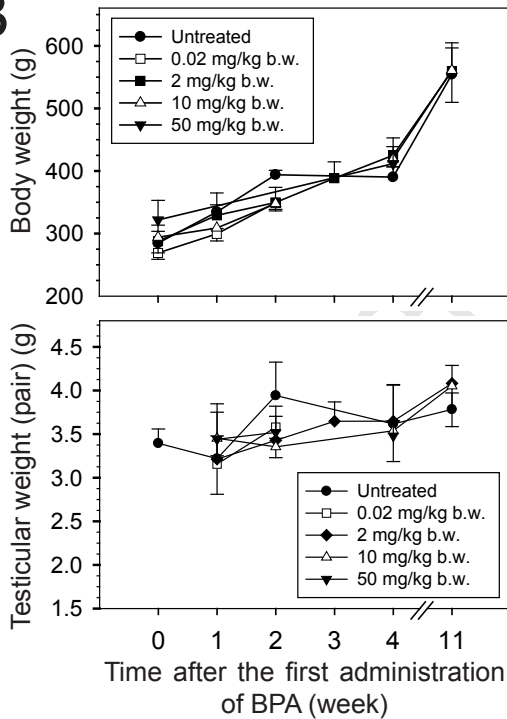 B
Body weight (g)
600
500
400
300
200
Untreated
0.02 mg/kg b.w.
2 mg/kg b.w.
10 mg/kg b.w.
50 mg/kg b.w.
Testicular weight (pair) (g)
4.5
4.0
3.5
3.0
2.5
2.0
1.5
Untreated
0.02 mg/kg b.w.
2 mg/kg b.w.
10 mg/kg b.w.
50 mg/kg b.w.
0 1 2 3 4 11
Time after the first administration
of BPA (week)